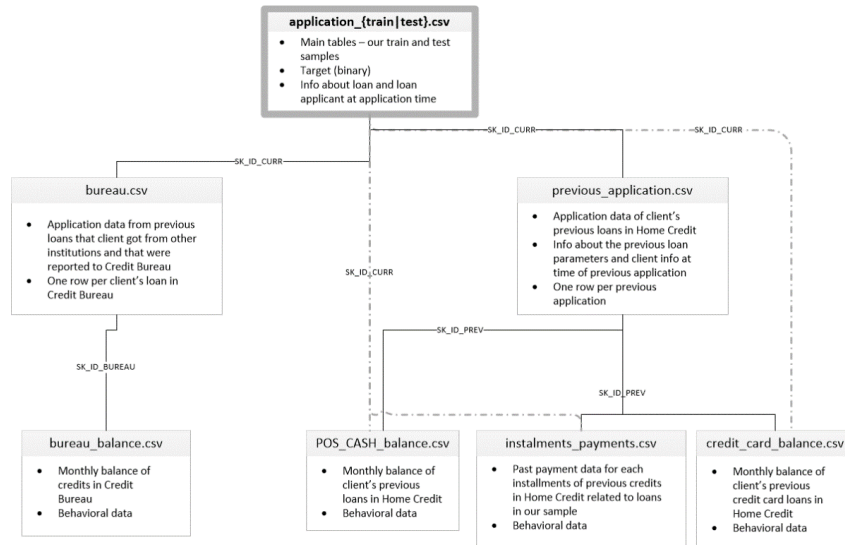 application_{train|test}.csv
• Main tables – our train and test
samples
• Target (binary)
• Info about loan and loan
applicant at application time
SK_ID_CURR
SK_ID_CURR
SK_ID_CURR
bureau.csv
• Application data from previous
loans that client got from other
institutions and that were
reported to Credit Bureau
• One row per client's loan in
Credit Bureau
previous_application.csv
• Application data of client's
previous loans in Home Credit
• Info about the previous loan
parameters and client info at
time of previous application
• One row per previous
application
SK_ID_CURR
SK_ID_PREV
SK_ID_BUREAU
SK_ID_PREV
bureau_balance.csv
• Monthly balance of
credits in Credit
Bureau
• Behavioral data
POS_CASH_balance.csv
• Monthly balance of
client's previous
loans in Home Credit
• Behavioral data
instalments_payments.csv
• Past payment data for each
installments of previous credits
in Home Credit related to loans
in our sample
• Behavioral data
credit_card_balance.csv
• Monthly balance of
client's previous
credit card loans in
Home Credit
• Behavioral data